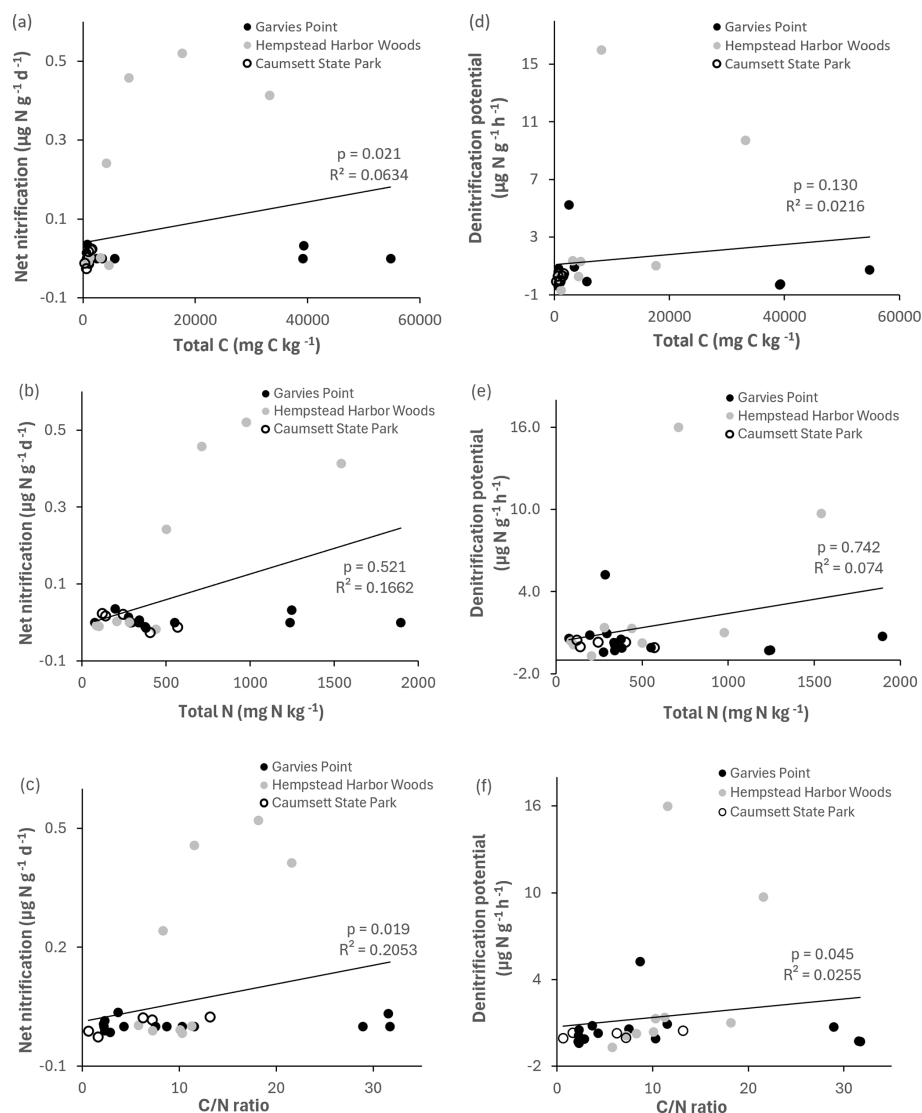 (a)
Garvies Point
Hempstead Harbor Woods
Caumsett State Park
Net nitrification (µg N g⁻¹ d⁻¹)
0.5
0.3
0.1
-0.1
p = 0.021
R² = 0.0634
0 20000 40000 60000
Total C (mg C kg⁻¹)
(d)
Garvies Point
Hempstead Harbor Woods
Caumsett State Park
Denitrification potential
(µg N g⁻¹ h⁻¹)
15
11
7
3
-1
p = 0.130
R² = 0.0216
0 20000 40000 60000
Total C (mg C kg⁻¹)
(b)
Garvies Point
Hempstead Harbor Woods
Caumsett State Park
Net nitrification (µg N g⁻¹ d⁻¹)
0.5
0.3
0.1
-0.1
p = 0.521
R² = 0.1662
0 500 1000 1500 2000
Total N (mg N kg⁻¹)
(e)
Garvies Point
Hempstead Harbor Woods
Caumsett State Park
Denitrification potential
(µg N g⁻¹ h⁻¹)
16.0
10.0
4.0
-2.0
p = 0.742
R² = 0.074
0 500 1000 1500 2000
Total N (mg N kg⁻¹)
(c)
Garvies Point
Hempstead Harbor Woods
Caumsett State Park
Net nitrification (µg N g⁻¹ d⁻¹)
0.5
0.2
-0.1
p = 0.019
R² = 0.2053
0 10 20 30
C/N ratio
(f)
Garvies Point
Hempstead Harbor Woods
Caumsett State Park
Denitrification potential
(µg N g⁻¹ h⁻¹)
16
10
4
-2
p = 0.045
R² = 0.0255
0 10 20 30
C/N ratio